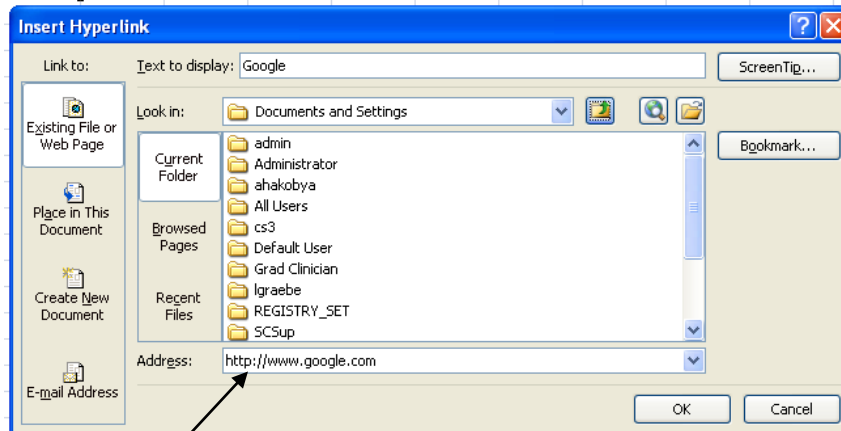 Insert Hyperlink
Link to:
Text to display: Google
ScreenTip...
Existing File or
Web Page
Look in: Documents and Settings
Bookmark...
Current
Folder
admin
Administrator
ahakobya
All Users
cs3
Default User
Grad Clinician
lgraebe
REGISTRY_SET
SCSup
Place in This
Document
Browsed
Pages
Create New
Document
Recent
Files
Address: http://www.google.com
E-mail Address
OK
Cancel